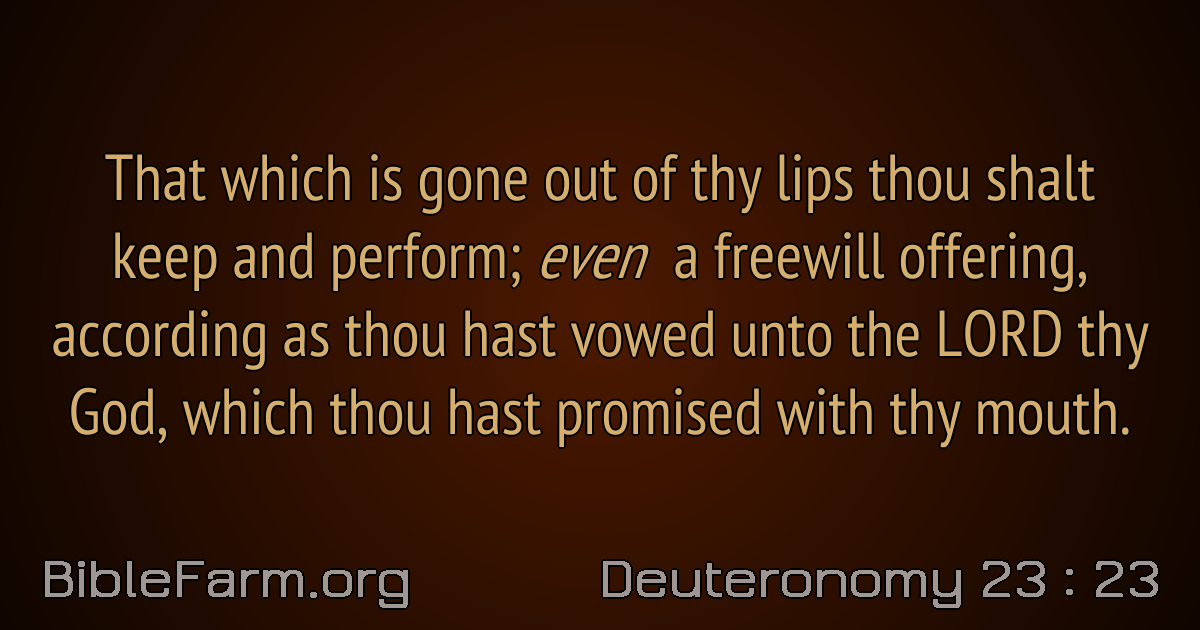 That which is gone out of thy lips thou shalt
keep and perform; even a freewill offering,
according as thou hast vowed unto the LORD thy
God, which thou hast promised with thy mouth.
BibleFarm.org
Deuteronomy 23 : 23